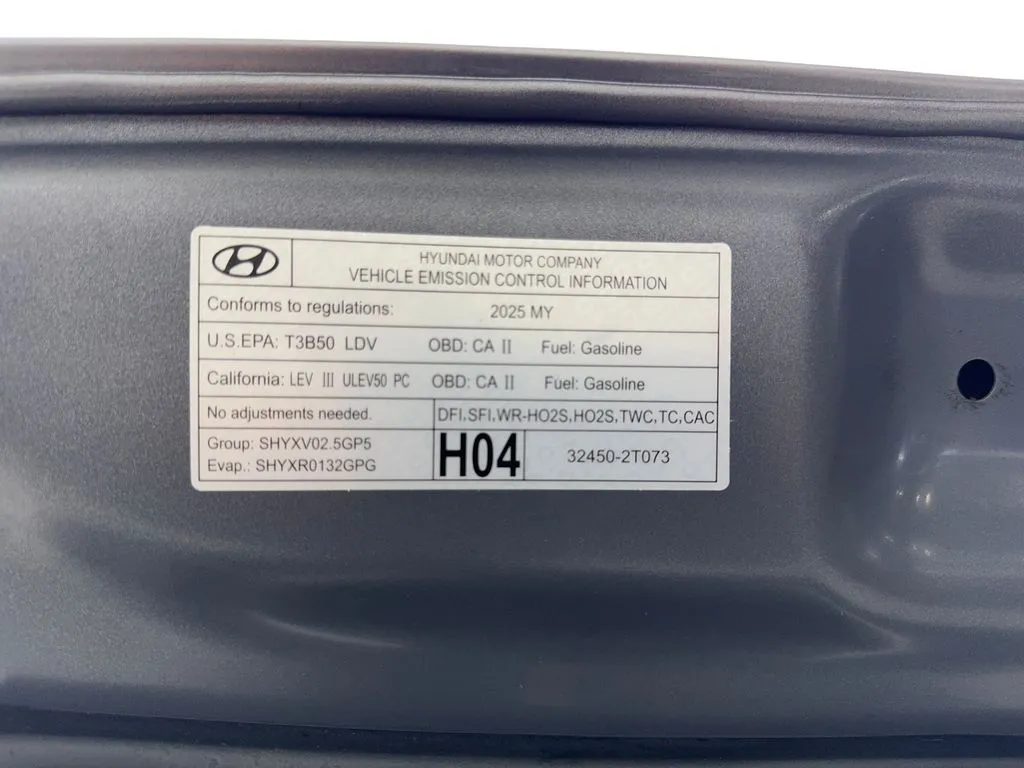 HYUNDAI MOTOR COMPANY
VEHICLE EMISSION CONTROL INFORMATION
Conforms to regulations: 2025 MY
U.S.EPA: T3B50 LDV OBD: CA II Fuel: Gasoline
California: LEV III ULEV50 PC OBD: CA II Fuel: Gasoline
No adjustments needed. DFI,SFI,WR-HO2S,HO2S,TWC,TC,CAC
Group: SHYXV02.5GP5
Evap.: SHYXR0132GPG
H04 32450-2T073